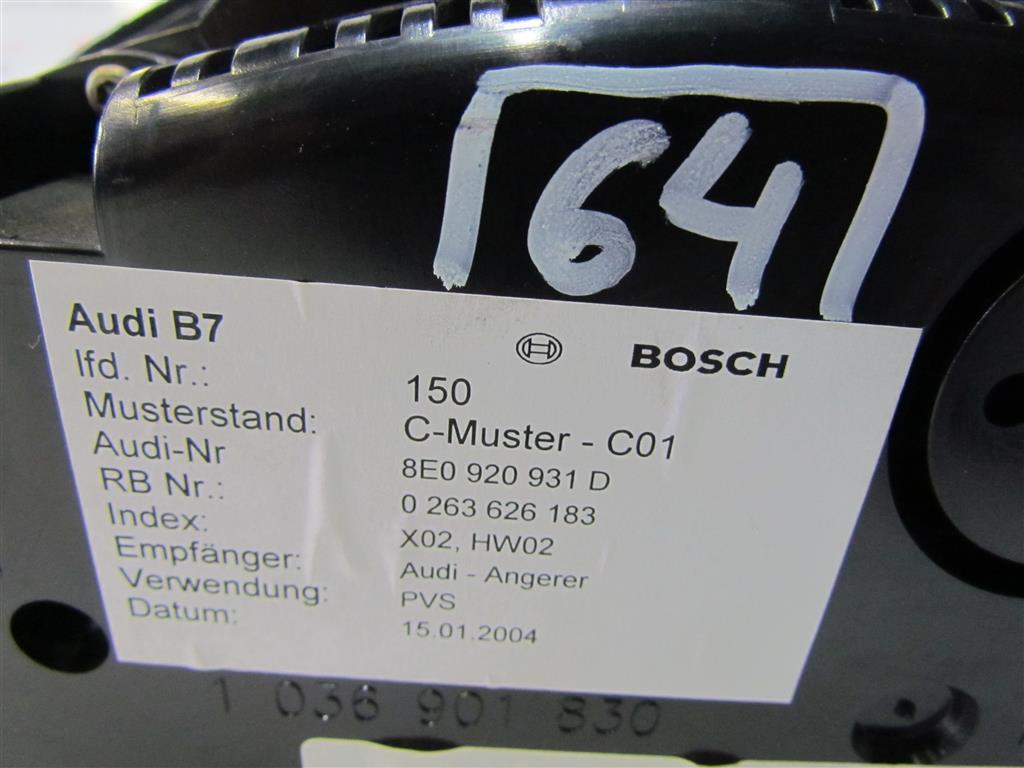 64
Audi B7
BOSCH
lfd. Nr.: 150
Musterstand: C-Muster - C01
Audi-Nr 8E0 920 931 D
RB Nr.: 0 263 626 183
Index: X02, HW02
Empfänger: Audi - Angerer
Verwendung: PVS
Datum: 15.01.2004
1 036 901 830